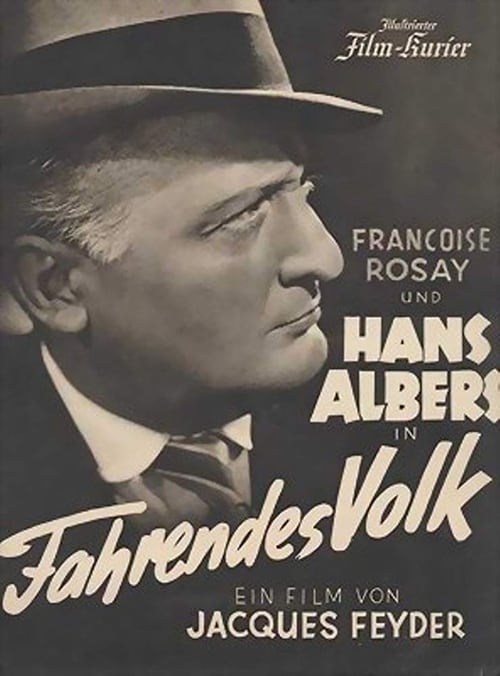 Illustrierter
Film-Kurier
FRANCOISE
ROSAY
UND
HANS
ALBERS
IN
Fahrendes Volk
EIN FILM VON
JACQUES FEYDER